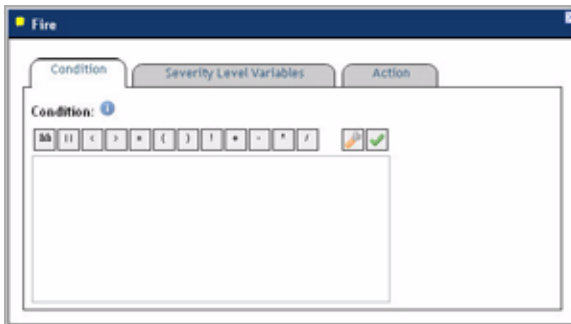 Fire
Condition Severity Level Variables Action
Condition:
&& || < > = ( ) ! + - * /